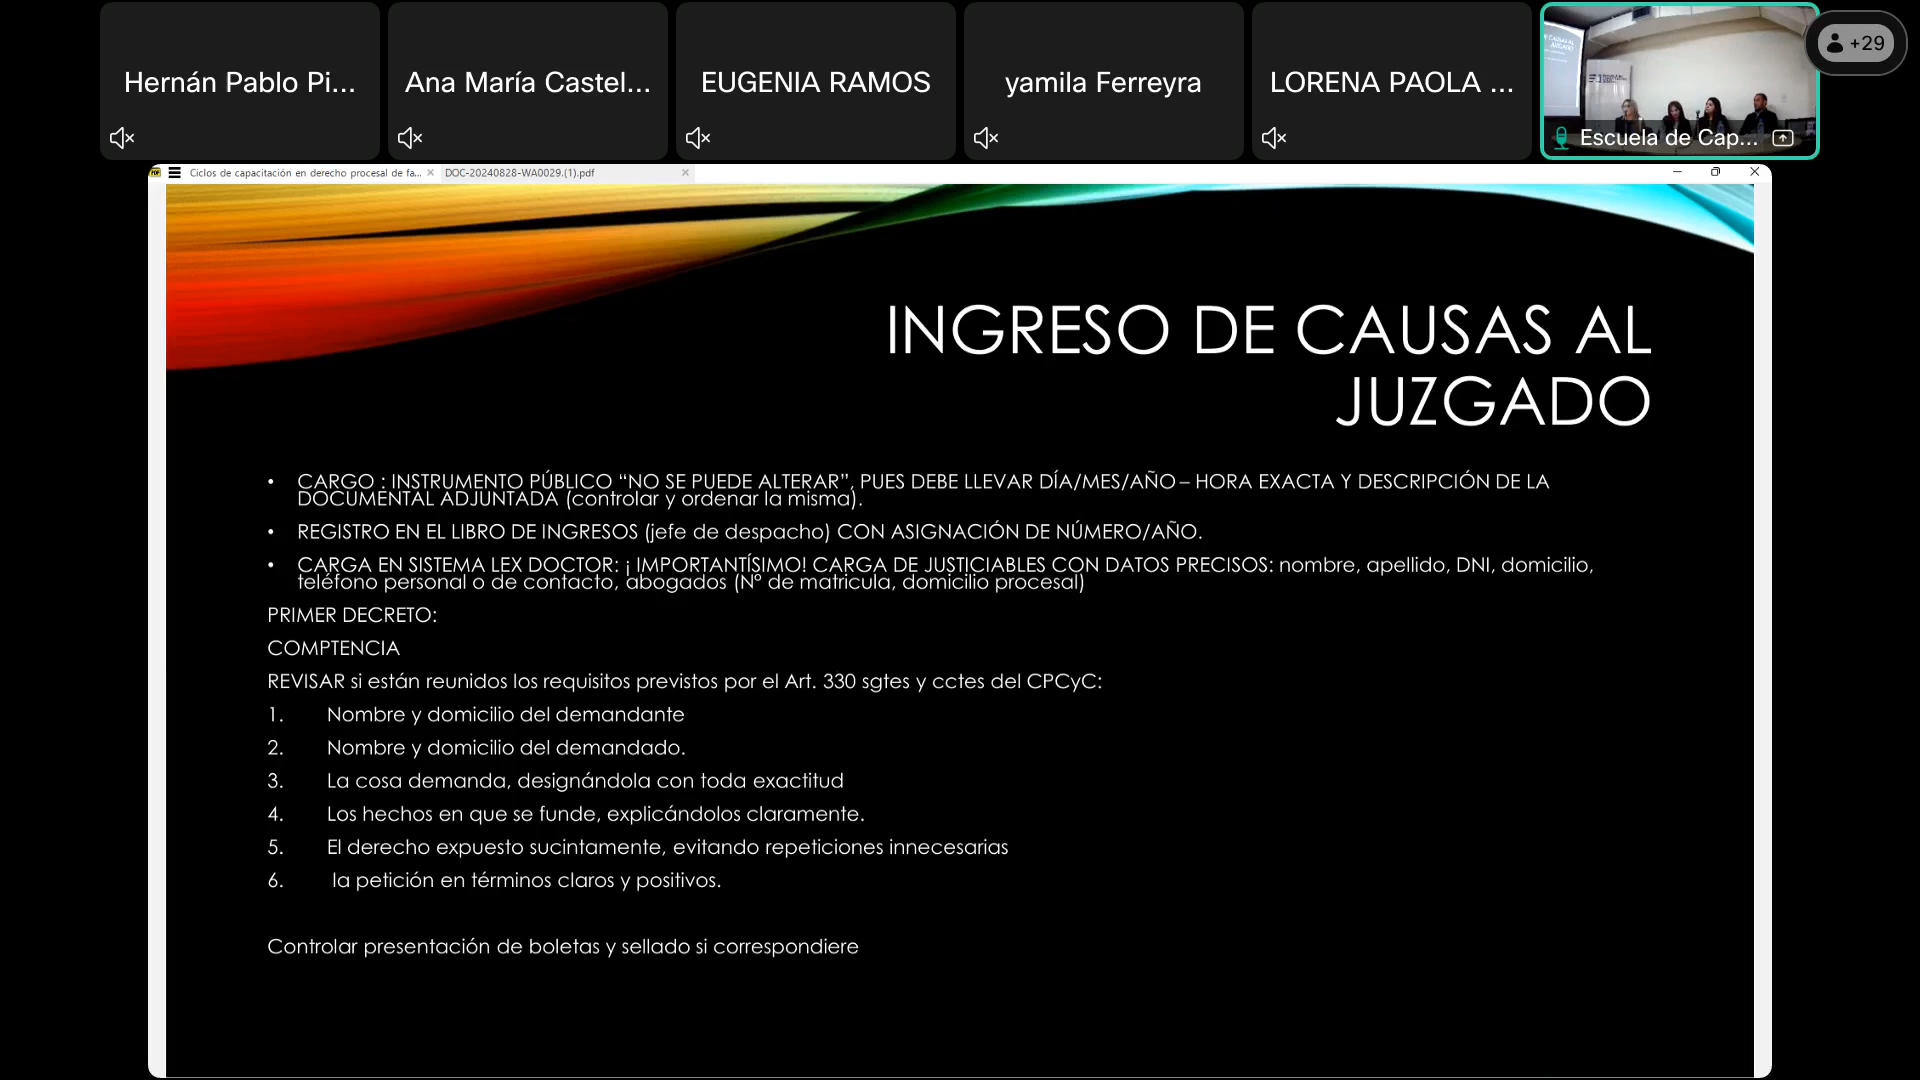 Hernán Pablo Pi...
Ana María Castel...
EUGENIA RAMOS
yamila Ferreyra
LORENA PAOLA ...
Escuela de Cap...
+29
Ciclos de capacitación en derecho procesal de fa...
DOC-20240828-WA0029.(1).pdf
INGRESO DE CAUSAS AL
JUZGADO
• CARGO : INSTRUMENTO PÚBLICO “NO SE PUEDE ALTERAR”, PUES DEBE LLEVAR DÍA/MES/AÑO – HORA EXACTA Y DESCRIPCIÓN DE LA
DOCUMENTAL ADJUNTADA (controlar y ordenar la misma).
• REGISTRO EN EL LIBRO DE INGRESOS (jefe de despacho) CON ASIGNACIÓN DE NÚMERO/AÑO.
• CARGA EN SISTEMA LEX DOCTOR: ¡ IMPORTANTÍSIMO! CARGA DE JUSTICIABLES CON DATOS PRECISOS: nombre, apellido, DNI, domicilio,
teléfono personal o de contacto, abogados (N° de matricula, domicilio procesal)
PRIMER DECRETO:
COMPTENCIA
REVISAR si están reunidos los requisitos previstos por el Art. 330 sgtes y cctes del CPCyC:
1. Nombre y domicilio del demandante
2. Nombre y domicilio del demandado.
3. La cosa demanda, designándola con toda exactitud
4. Los hechos en que se funde, explicándolos claramente.
5. El derecho expuesto sucintamente, evitando repeticiones innecesarias
6. la petición en términos claros y positivos.
Controlar presentación de boletas y sellado si correspondiere